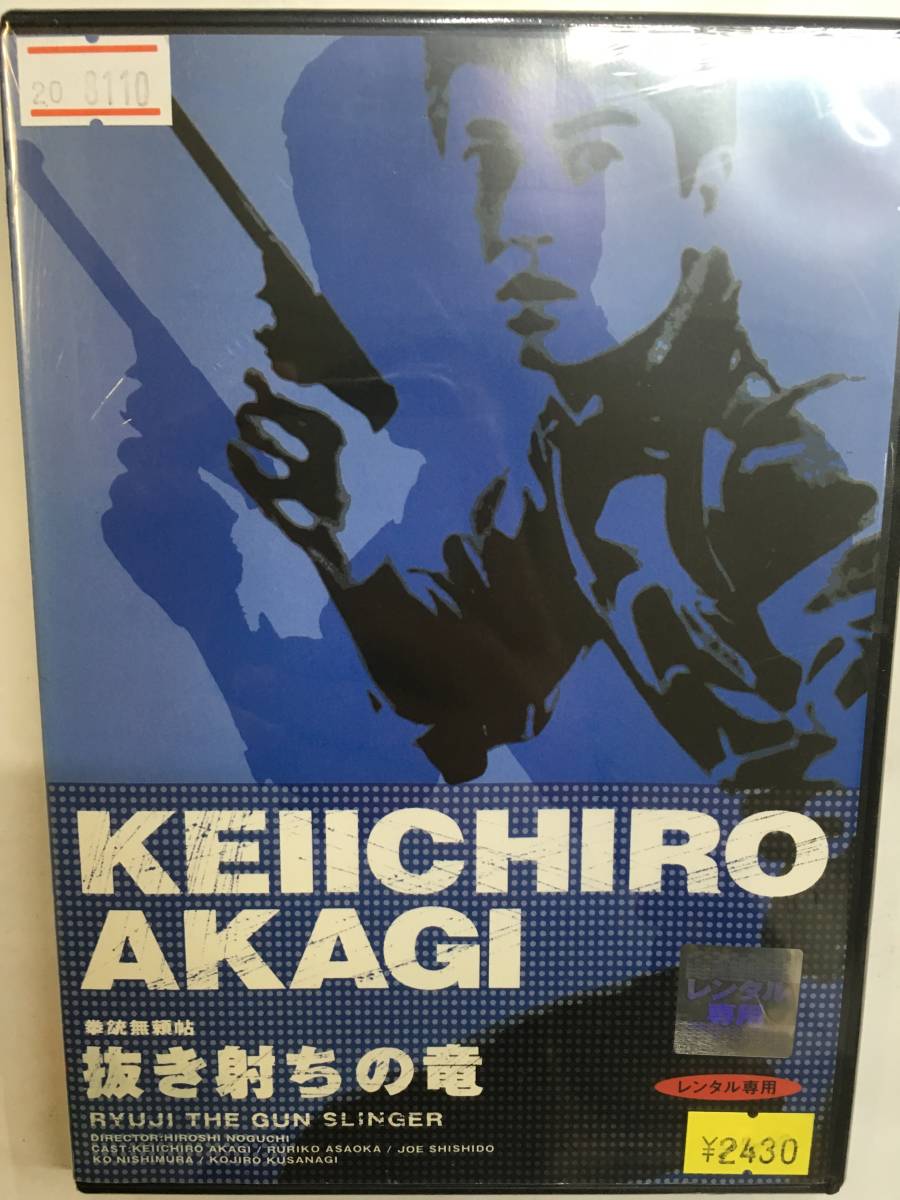 20 8110
KEIICHIRO
AKAGI
拳銃無頼帖
抜き射ちの竜
RYUJI THE GUN SLINGER
DIRECTOR:HIROSHI NOGUCHI
CAST:KEIICHIRO AKAGI / RURIKO ASAOKA / JOE SHISHIDO
KO NISHIMURA / KOJIRO KUSANAGI
レンタル
専用
レンタル専用
¥2430